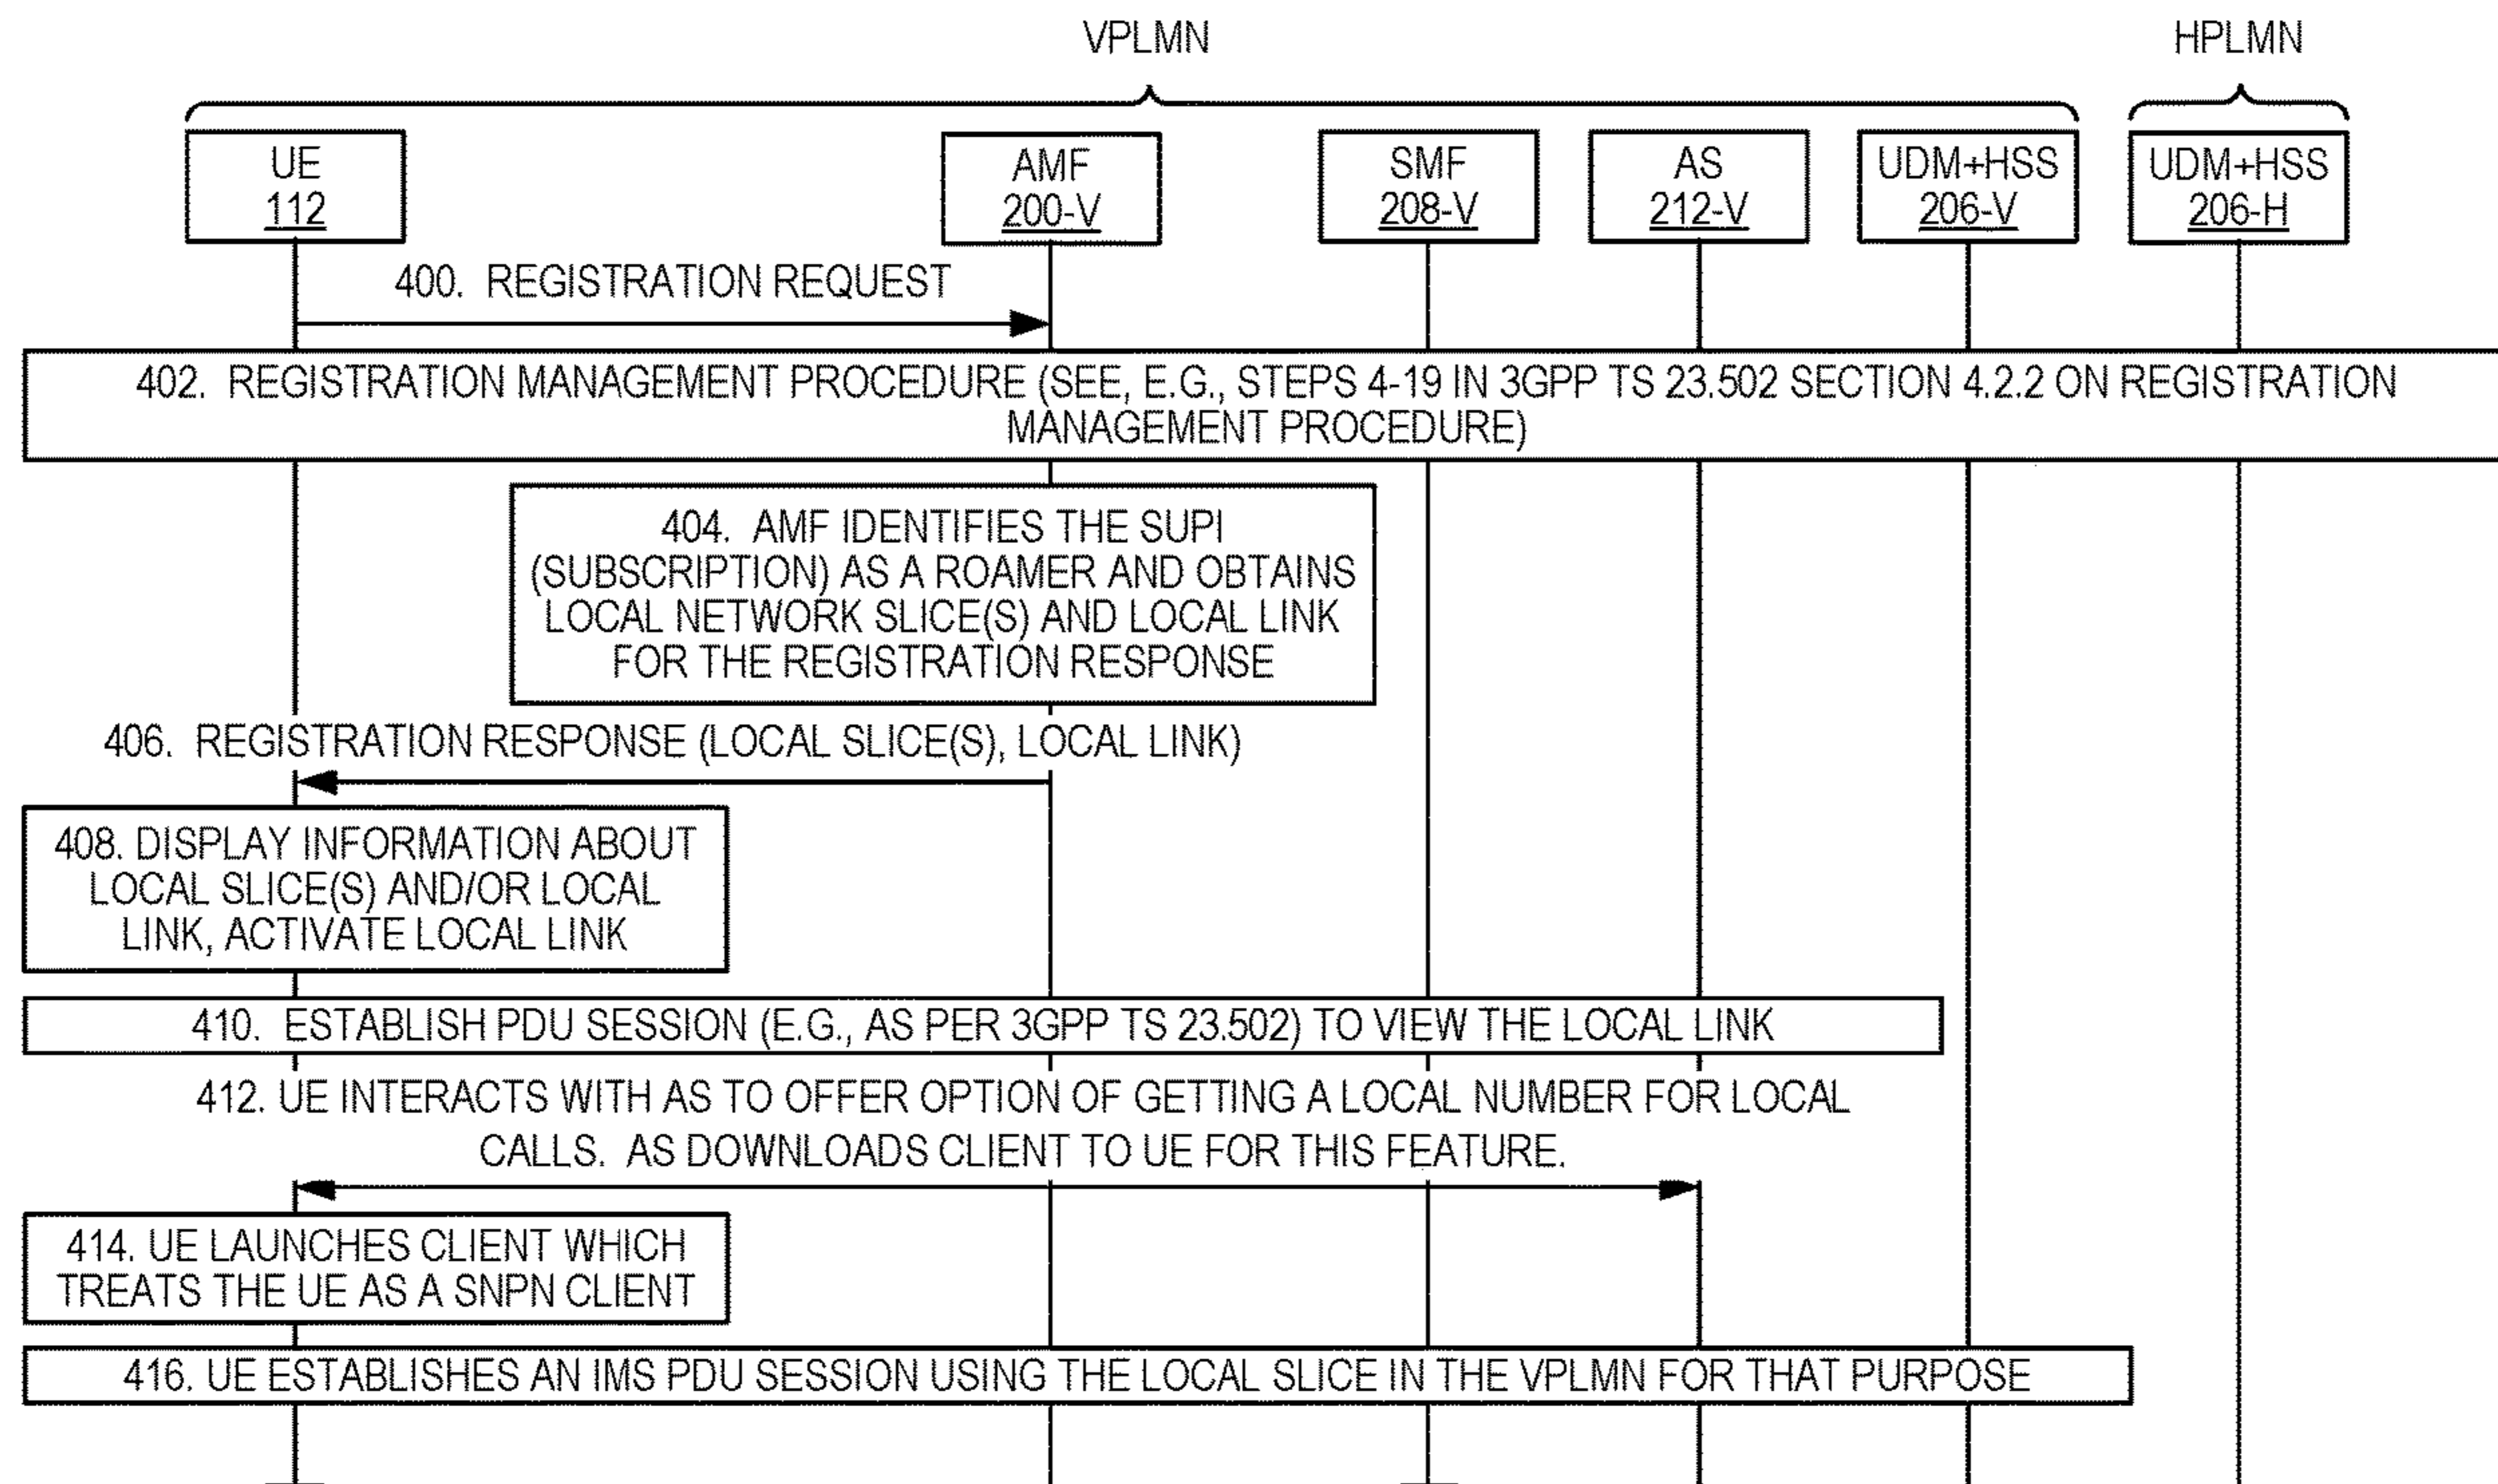 VPLMN
HPLMN
UE
112
AMF
200-V
SMF
208-V
AS
212-V
UDM+HSS
206-V
UDM+HSS
206-H
400. REGISTRATION REQUEST
402. REGISTRATION MANAGEMENT PROCEDURE (SEE, E.G., STEPS 4-19 IN 3GPP TS 23.502 SECTION 4.2.2 ON REGISTRATION
MANAGEMENT PROCEDURE)
404. AMF IDENTIFIES THE SUPI
(SUBSCRIPTION) AS A ROAMER AND OBTAINS
LOCAL NETWORK SLICE(S) AND LOCAL LINK
FOR THE REGISTRATION RESPONSE
406. REGISTRATION RESPONSE (LOCAL SLICE(S), LOCAL LINK)
408. DISPLAY INFORMATION ABOUT
LOCAL SLICE(S) AND/OR LOCAL
LINK, ACTIVATE LOCAL LINK
410. ESTABLISH PDU SESSION (E.G., AS PER 3GPP TS 23.502) TO VIEW THE LOCAL LINK
412. UE INTERACTS WITH AS TO OFFER OPTION OF GETTING A LOCAL NUMBER FOR LOCAL
CALLS. AS DOWNLOADS CLIENT TO UE FOR THIS FEATURE.
414. UE LAUNCHES CLIENT WHICH
TREATS THE UE AS A SNPN CLIENT
416. UE ESTABLISHES AN IMS PDU SESSION USING THE LOCAL SLICE IN THE VPLMN FOR THAT PURPOSE